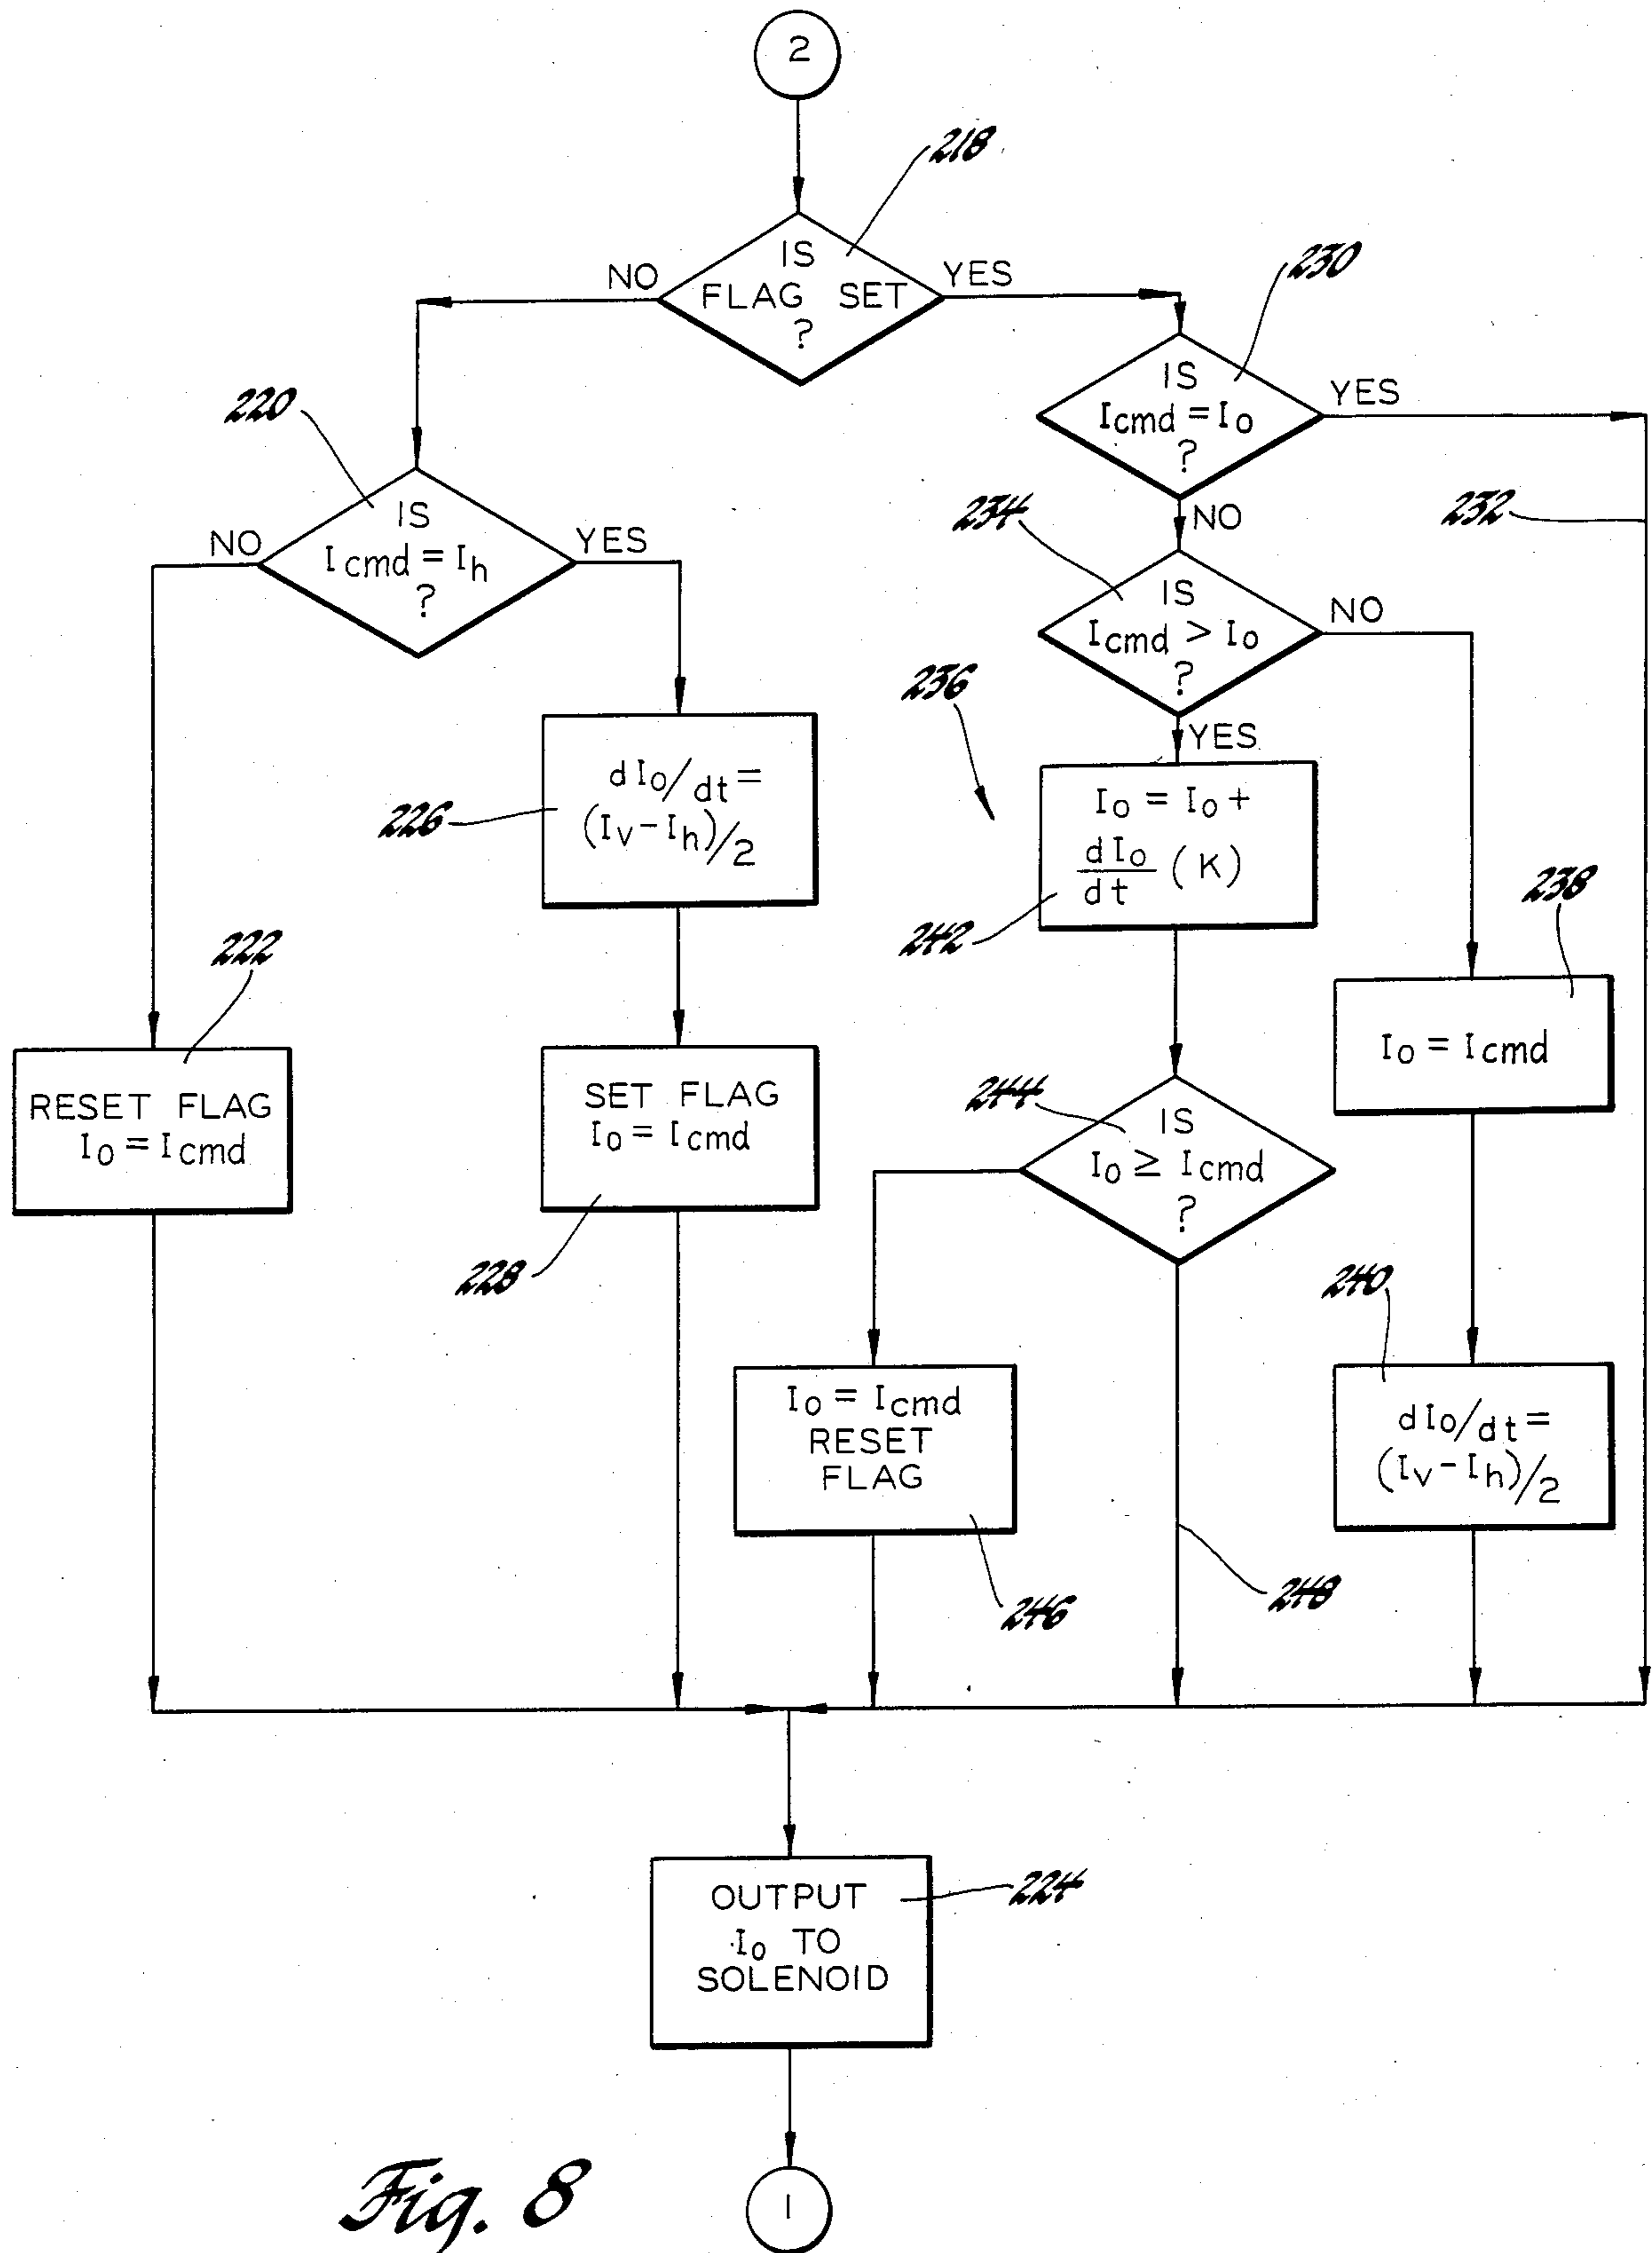 2
218
IS
FLAG SET
?
NO
YES
230
IS
Icmd = Io
?
YES
220
IS
Icmd = Ih
?
NO
YES
NO
232
234
IS
Icmd > Io
?
NO
YES
236
226
dIo/dt =
(Iv - Ih)/2
Io = Io +
dIo/dt (K)
242
238
Io = Icmd
222
RESET FLAG
Io = Icmd
SET FLAG
Io = Icmd
228
244
IS
Io ≥ Icmd
?
240
dIo/dt =
(Iv - Ih)/2
Io = Icmd
RESET
FLAG
246
248
OUTPUT
Io TO
SOLENOID
224
1
Fig. 8